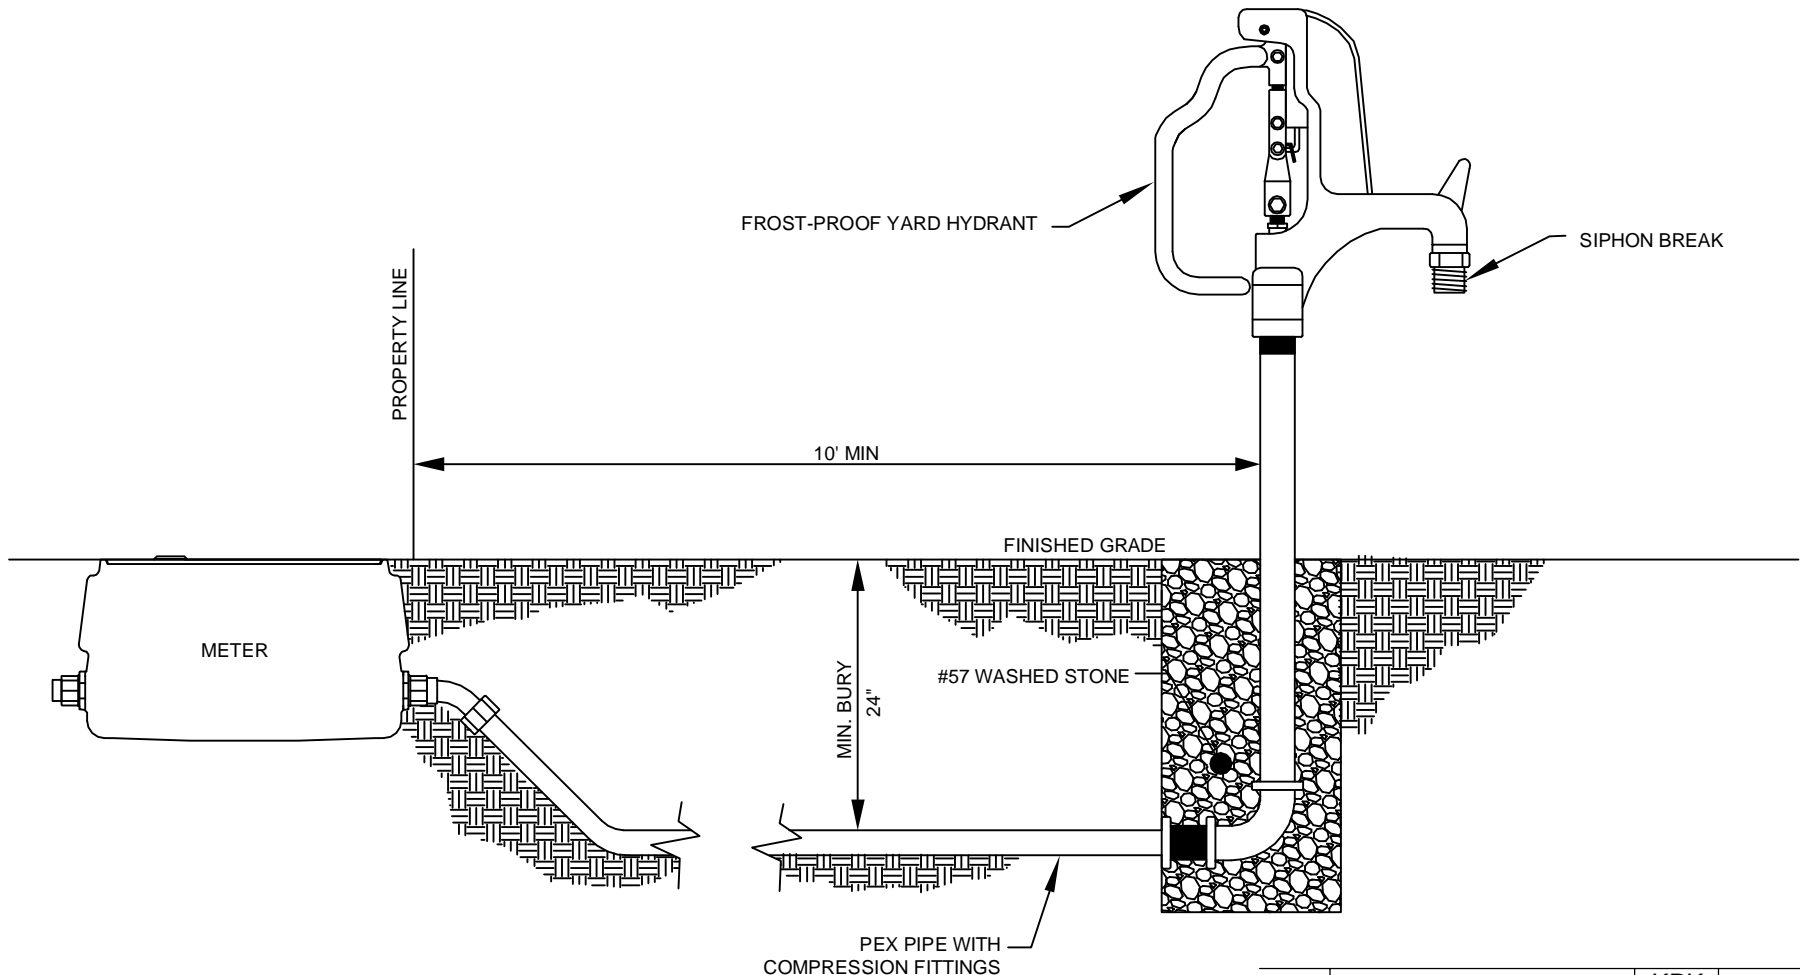 FROST-PROOF YARD HYDRANT
SIPHON BREAK
PROPERTY LINE
10' MIN
FINISHED GRADE
METER
#57 WASHED STONE
MIN. BURY
24"
PEX PIPE WITH
COMPRESSION FITTINGS